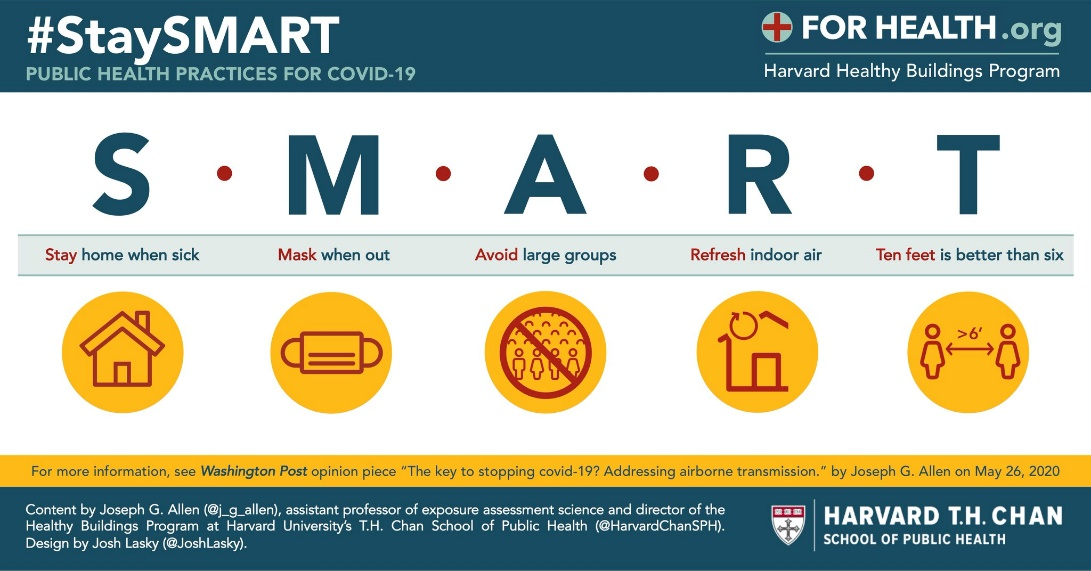 #StaySMART
PUBLIC HEALTH PRACTICES FOR COVID-19
FOR HEALTH.org
Harvard Healthy Buildings Program
S • M • A • R • T
Stay home when sick
Mask when out
Avoid large groups
Refresh indoor air
Ten feet is better than six
>6'
For more information, see Washington Post opinion piece “The key to stopping covid-19? Addressing airborne transmission.” by Joseph G. Allen on May 26, 2020
Content by Joseph G. Allen (@j_g_allen), assistant professor of exposure assessment science and director of the
Healthy Buildings Program at Harvard University’s T.H. Chan School of Public Health (@HarvardChanSPH).
Design by Josh Lasky (@JoshLasky).
HARVARD T.H. CHAN
SCHOOL OF PUBLIC HEALTH